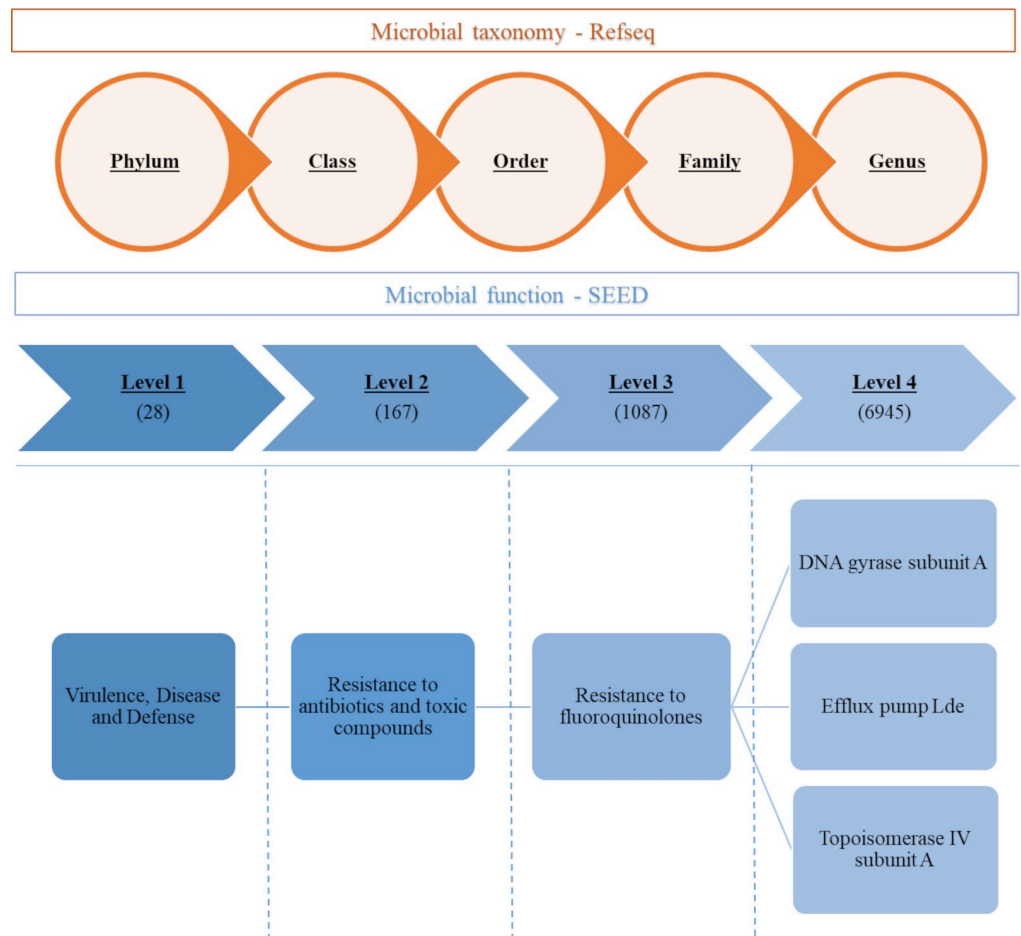 Microbial taxonomy - Refseq
Phylum
Class
Order
Family
Genus
Microbial function - SEED
Level 1
(28)
Level 2
(167)
Level 3
(1087)
Level 4
(6945)
Virulence, Disease
and Defense
Resistance to
antibiotics and toxic
compounds
Resistance to
fluoroquinolones
DNA gyrase subunit A
Efflux pump Lde
Topoisomerase IV
subunit A